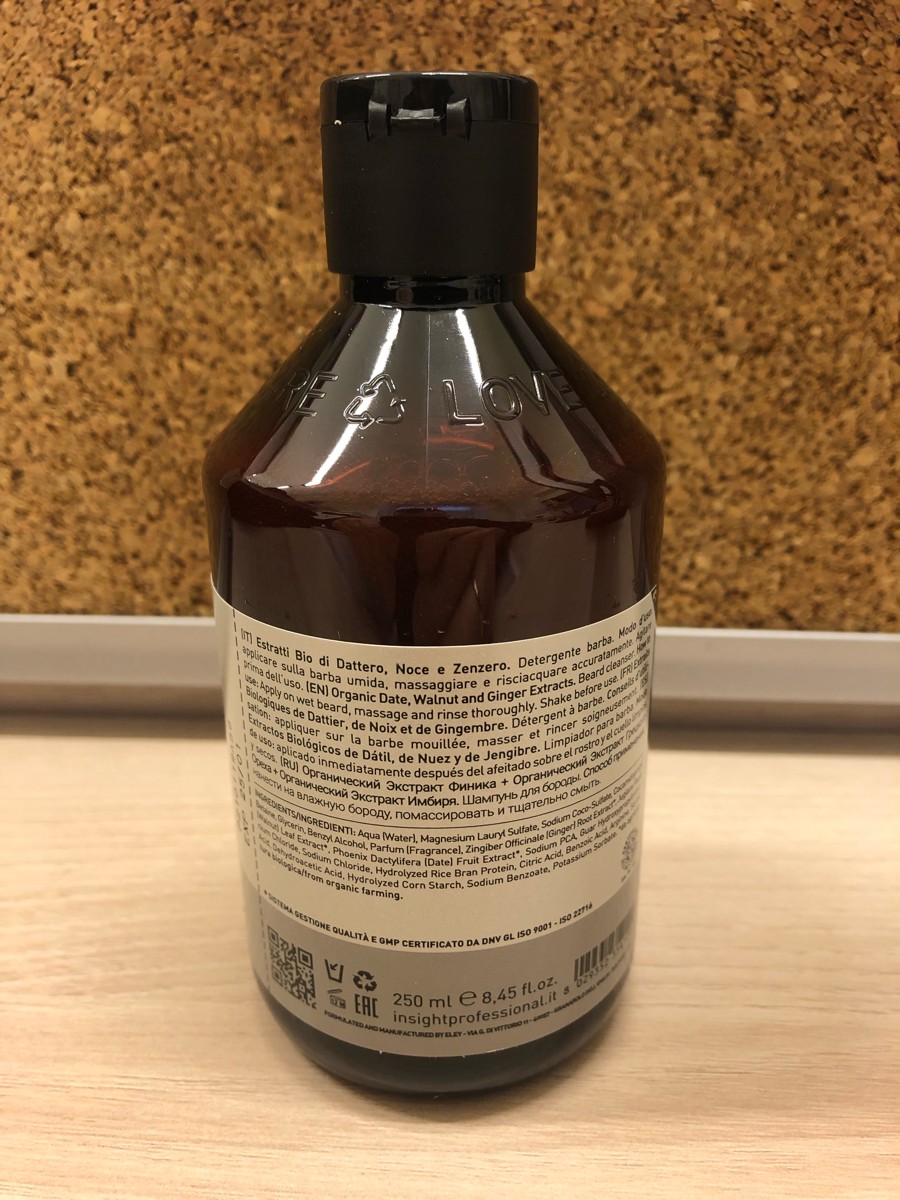 RE LOVE
(IT) Estratti Bio di Dattero, Noce e Zenzero. Detergente barba. Modo d'uso:
applicare sulla barba umida, massaggiare e risciacquare accuratamente. Agitare
prima dell'uso. (EN) Organic Date, Walnut and Ginger Extracts. Beard cleanser. How to
use: Apply on wet beard, massage and rinse thoroughly. Shake before use. (FR) Extraits
Biologiques de Dattier, de Noix et de Gingembre. Détergent à barbe. Conseils
sation: appliquer sur la barbe mouillée, masser et rincer soigneusement.
Extractos Biológicos de Dátil, de Nuez y de Jengibre. Limpiador para barba. Modo
de uso: aplicado inmediatamente después del afeitado sobre el rostro y el cuello
secos. (RU) Органический Экстракт Финика + Органический Экстракт
Ореха + Органический Экстракт Имбиря. Шампунь для бороды. Способ
нанести на влажную бороду, помассировать и тщательно смыть.
INGREDIENTS/INGREDIENTI: Aqua (Water), Magnesium Lauryl Sulfate, Sodium Coco-Sulfate,
Betaine, Glycerin, Benzyl Alcohol, Parfum (Fragrance), Zingiber Officinale (Ginger) Root Extract*,
(Walnut) Leaf Extract*, Phoenix Dactylifera (Date) Fruit Extract*, Sodium PCA, Guar
Chloride, Sodium Chloride, Hydrolyzed Rice Bran Protein, Citric Acid, Benzoic Acid, Arginine,
Dehydroacetic Acid, Hydrolyzed Corn Starch, Sodium Benzoate, Potassium Sorbate.
biologica/from organic farming.
SISTEMA GESTIONE QUALITÀ E GMP CERTIFICATO DA DNV GL ISO 9001 - ISO 22716
12 M EAC
250 ml e 8,45 fl.oz.
insightprofessional.it
FORMULATED AND MANUFACTURED BY ELEY - VIA G. DI VITTORIO 11